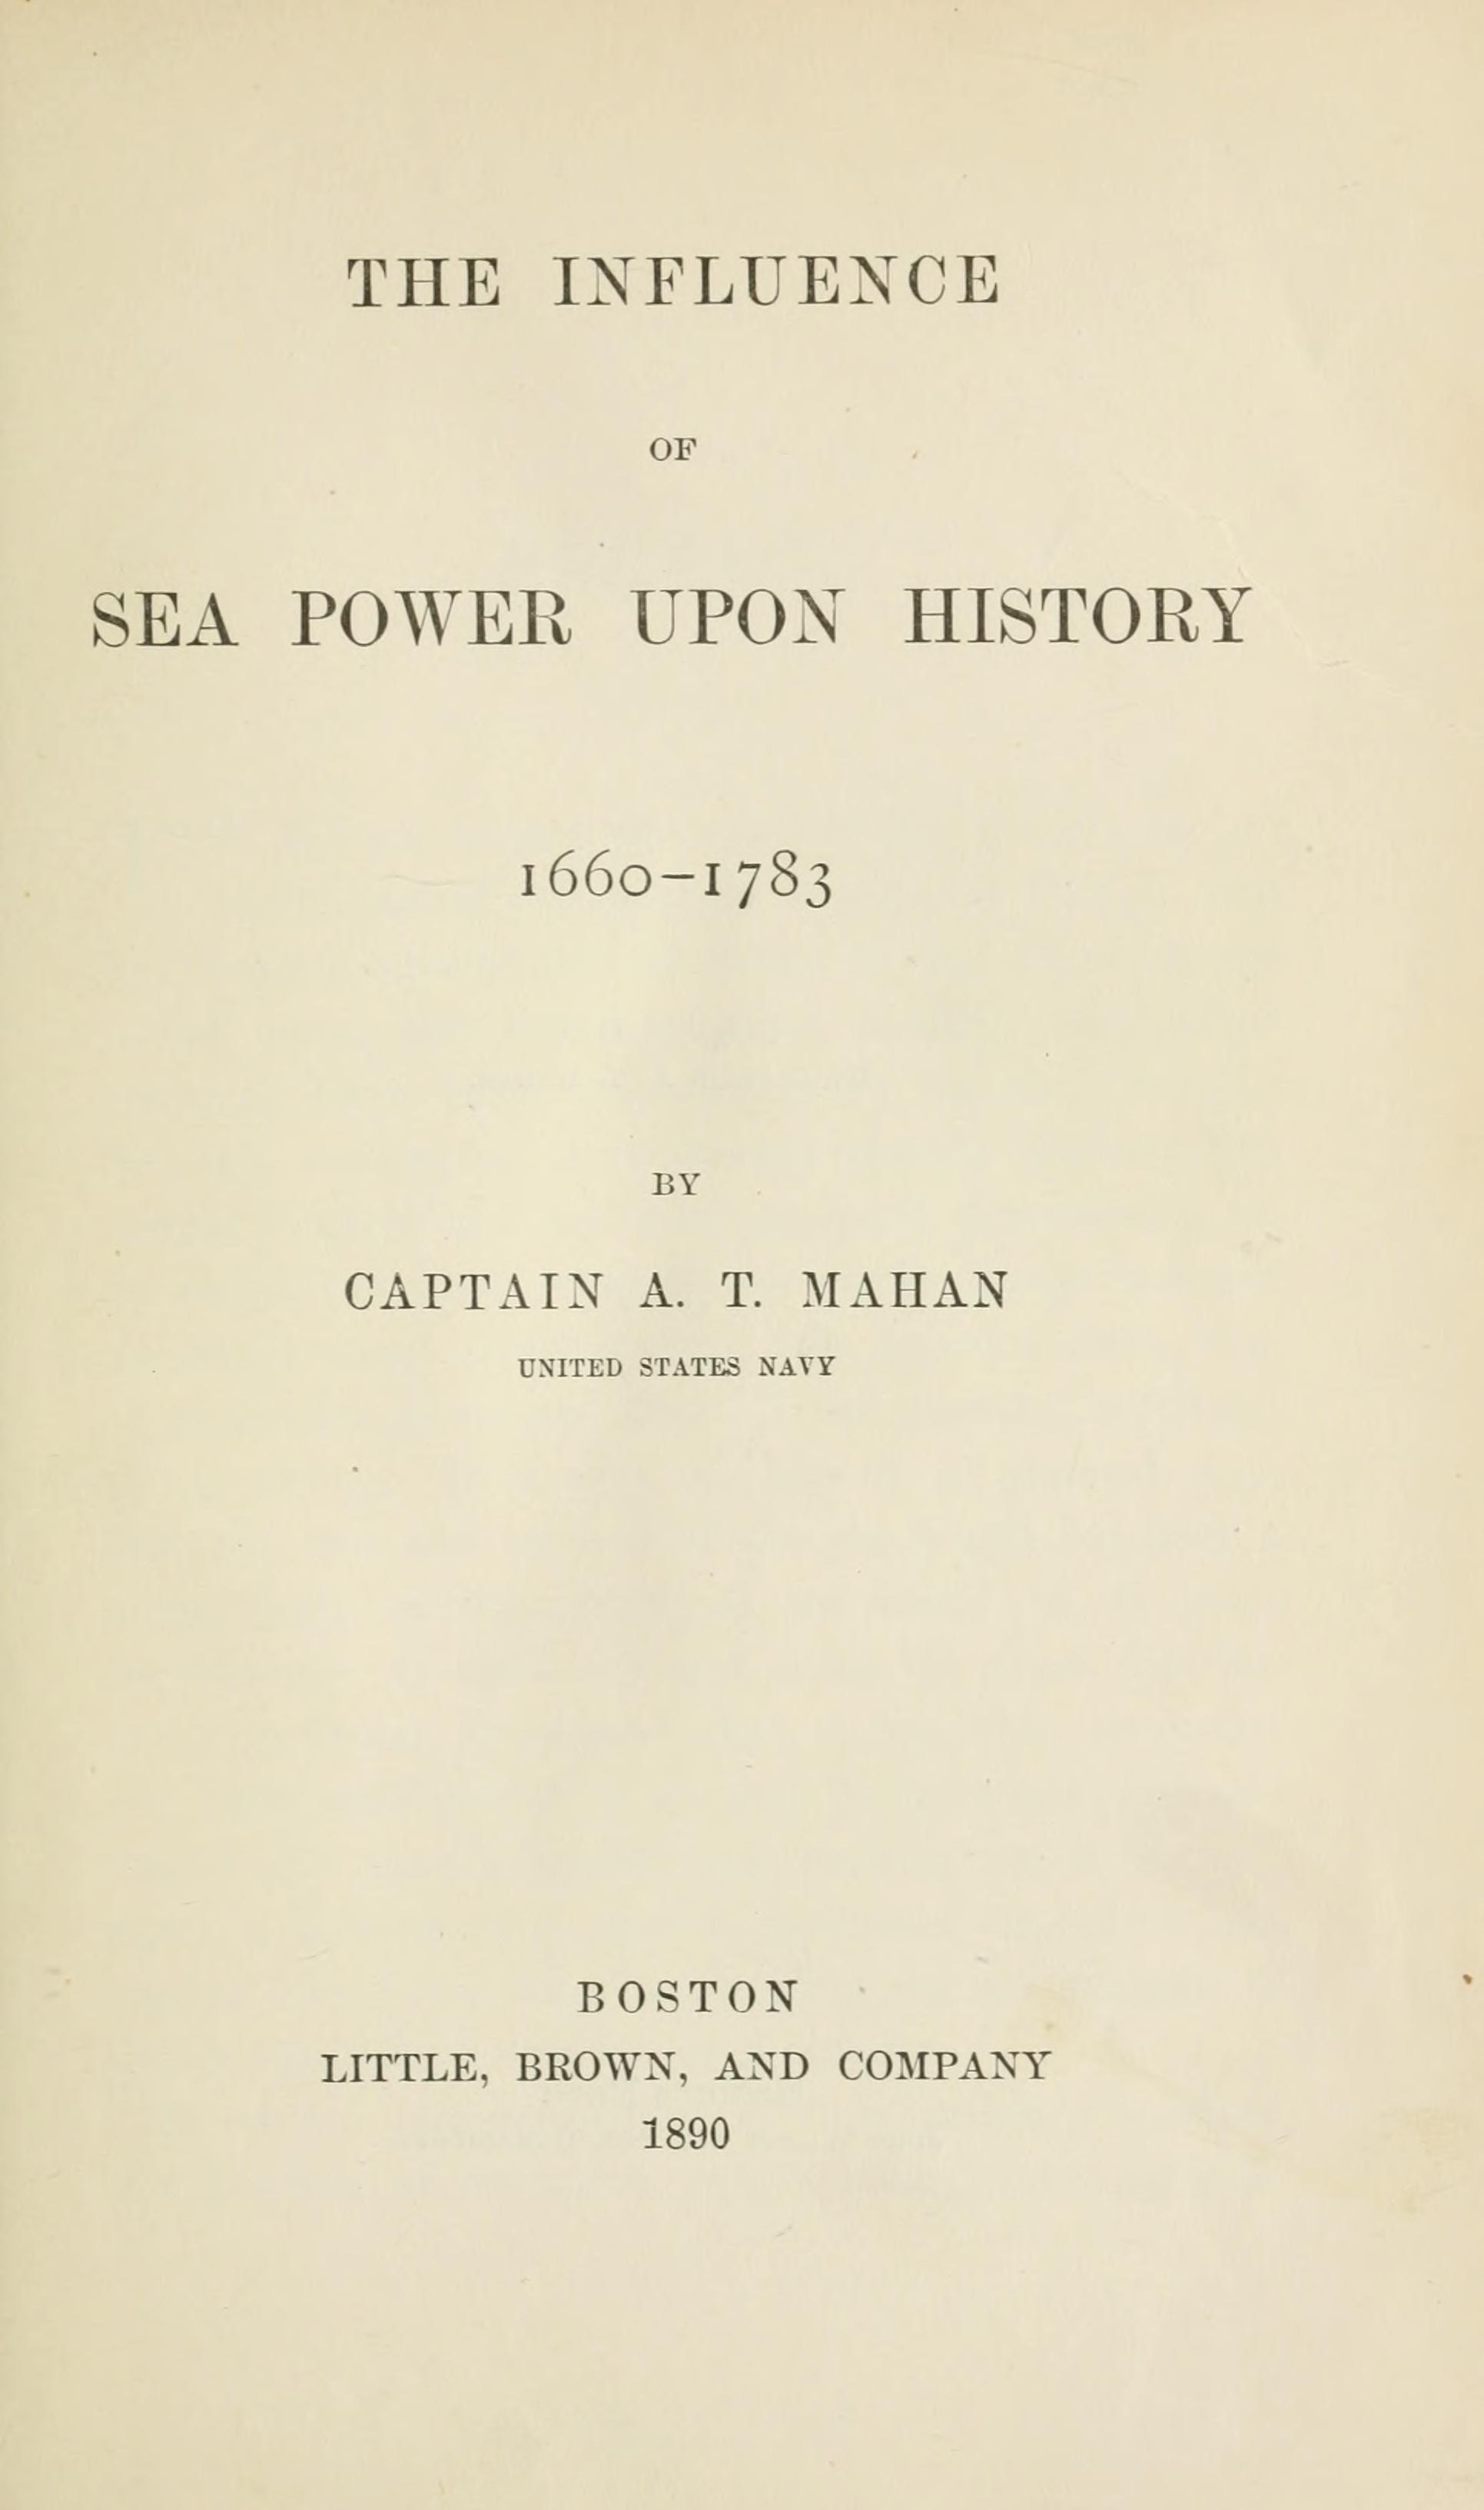 THE INFLUENCE
OF
SEA POWER UPON HISTORY
1660–1783
BY
CAPTAIN A. T. MAHAN
UNITED STATES NAVY
BOSTON
LITTLE, BROWN, AND COMPANY
1890